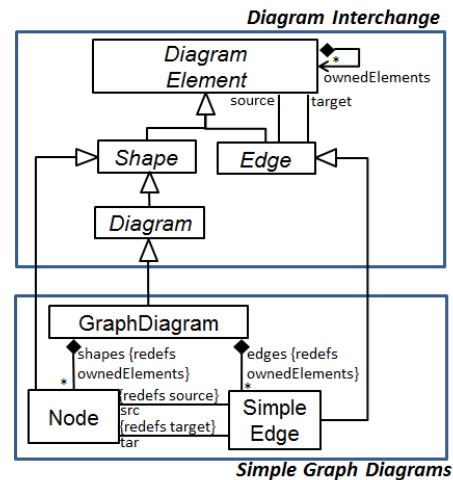 Diagram Interchange
Diagram
Element
*
ownedElements
source
target
Shape
Edge
Diagram
GraphDiagram
shapes {redefs
ownedElements}
*
edges {redefs
ownedElements}
*
Node
{redefs source}
src
{redefs target}
tar
Simple
Edge
Simple Graph Diagrams